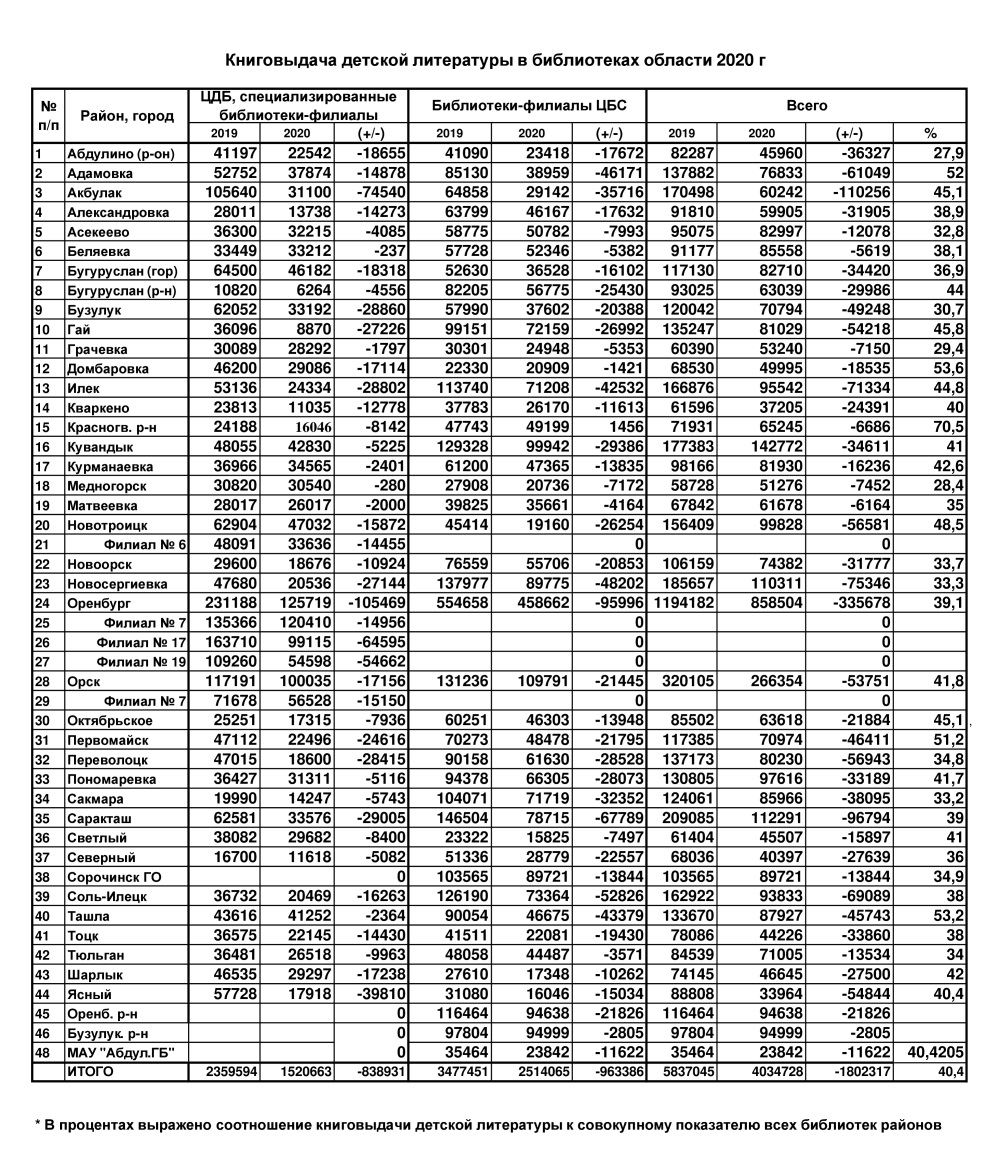 Книговыдача детской литературы в библиотеках области 2020 г
№ п/п Район, город ЦДБ, специализированные библиотеки-филиалы Библиотеки-филиалы ЦБС Всего
2019 2020 (+/-) 2019 2020 (+/-) 2019 2020 (+/-) %
1 Абдулино (р-он) 41197 22542 -18655 41090 23418 -17672 82287 45960 -36327 27,9
2 Адамовка 52752 37874 -14878 85130 38959 -46171 137882 76833 -61049 52
3 Акбулак 105640 31100 -74540 64858 29142 -35716 170498 60242 -110256 45,1
4 Александровка 28011 13738 -14273 63799 46167 -17632 91810 59905 -31905 38,9
5 Асекеево 36300 32215 -4085 58775 50782 -7993 95075 82997 -12078 32,8
6 Беляевка 33449 33212 -237 57728 52346 -5382 91177 85558 -5619 38,1
7 Бугуруслан (гор) 64500 46182 -18318 52630 36528 -16102 117130 82710 -34420 36,9
8 Бугуруслан (р-н) 10820 6264 -4556 82205 56775 -25430 93025 63039 -29986 44
9 Бузулук 62052 33192 -28860 57990 37602 -20388 120042 70794 -49248 30,7
10 Гай 36096 8870 -27226 99151 72159 -26992 135247 81029 -54218 45,8
11 Грачевка 30089 28292 -1797 30301 24948 -5353 60390 53240 -7150 29,4
12 Домбаровка 46200 29086 -17114 22330 20909 -1421 68530 49995 -18535 53,6
13 Илек 53136 24334 -28802 113740 71208 -42532 166876 95542 -71334 44,8
14 Кваркено 23813 11035 -12778 37783 26170 -11613 61596 37205 -24391 40
15 Красногв. р-н 24188 16046 -8142 47743 49199 1456 71931 65245 -6686 70,5
16 Кувандык 48055 42830 -5225 129328 99942 -29386 177383 142772 -34611 41
17 Курманаевка 36966 34565 -2401 61200 47365 -13835 98166 81930 -16236 42,6
18 Медногорск 30820 30540 -280 27908 20736 -7172 58728 51276 -7452 28,4
19 Матвеевка 28017 26017 -2000 39825 35661 -4164 67842 61678 -6164 35
20 Новотроицк 62904 47032 -15872 45414 19160 -26254 156409 99828 -56581 48,5
21 Филиал № 6 48091 33636 -14455 0 0
22 Новоорск 29600 18676 -10924 76559 55706 -20853 106159 74382 -31777 33,7
23 Новосергиевка 47680 20536 -27144 137977 89775 -48202 185657 110311 -75346 33,3
24 Оренбург 231188 125719 -105469 554658 458662 -95996 1194182 858504 -335678 39,1
25 Филиал № 7 135366 120410 -14956 0 0
26 Филиал № 17 163710 99115 -64595 0 0
27 Филиал № 19 109260 54598 -54662 0 0
28 Орск 117191 100035 -17156 131236 109791 -21445 320105 266354 -53751 41,8
29 Филиал № 7 71678 56528 -15150 0 0
30 Октябрьское 25251 17315 -7936 60251 46303 -13948 85502 63618 -21884 45,1 ,
31 Первомайск 47112 22496 -24616 70273 48478 -21795 117385 70974 -46411 51,2
32 Переволоцк 47015 18600 -28415 90158 61630 -28528 137173 80230 -56943 34,8
33 Пономаревка 36427 31311 -5116 94378 66305 -28073 130805 97616 -33189 41,7
34 Сакмара 19990 14247 -5743 104071 71719 -32352 124061 85966 -38095 33,2
35 Саракташ 62581 33576 -29005 146504 78715 -67789 209085 112291 -96794 39
36 Светлый 38082 29682 -8400 23322 15825 -7497 61404 45507 -15897 41
37 Северный 16700 11618 -5082 51336 28779 -22557 68036 40397 -27639 36
38 Сорочинск ГО 0 103565 89721 -13844 103565 89721 -13844 34,9
39 Соль-Илецк 36732 20469 -16263 126190 73364 -52826 162922 93833 -69089 38
40 Ташла 43616 41252 -2364 90054 46675 -43379 133670 87927 -45743 53,2
41 Тоцк 36575 22145 -14430 41511 22081 -19430 78086 44226 -33860 38
42 Тюльган 36481 26518 -9963 48058 44487 -3571 84539 71005 -13534 34
43 Шарлык 46535 29297 -17238 27610 17348 -10262 74145 46645 -27500 42
44 Ясный 57728 17918 -39810 31080 16046 -15034 88808 33964 -54844 40,4
45 Оренб. р-н 0 116464 94638 -21826 116464 94638 -21826
46 Бузулук. р-н 0 97804 94999 -2805 97804 94999 -2805
48 МАУ "Абдул.ГБ" 0 35464 23842 -11622 35464 23842 -11622 40,4205
ИТОГО 2359594 1520663 -838931 3477451 2514065 -963386 5837045 4034728 -1802317 40,4
* В процентах выражено соотношение книговыдачи детской литературы к совокупному показателю всех библиотек районов